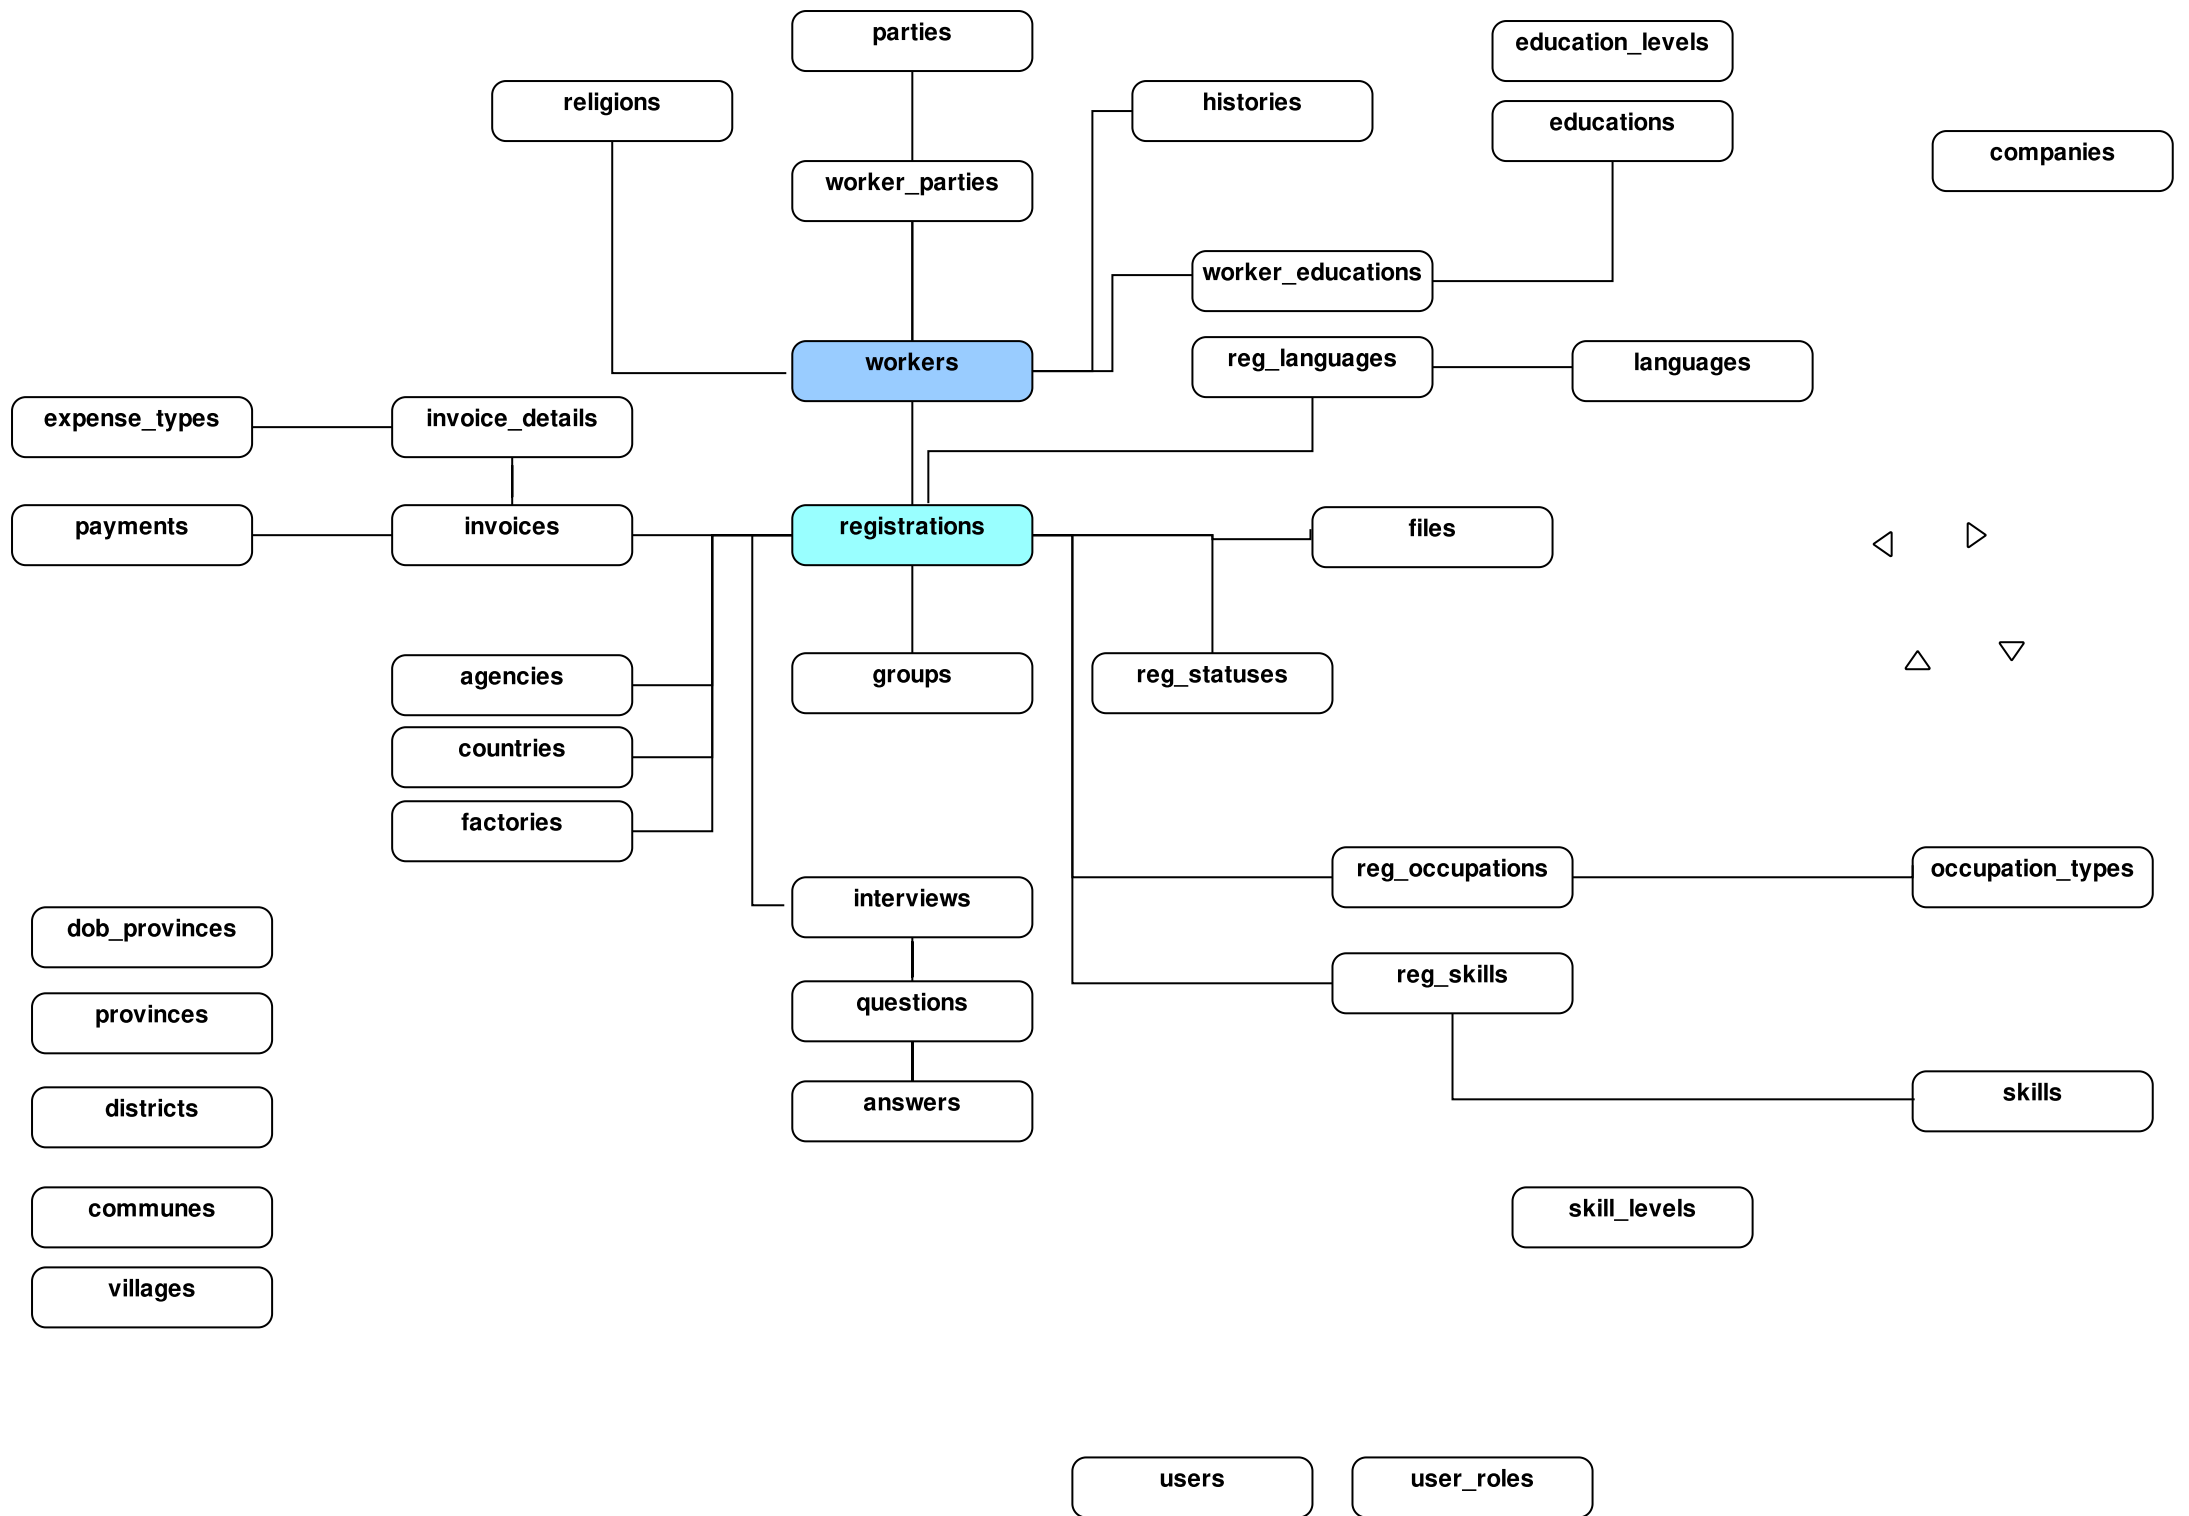 parties
education_levels
religions
histories
educations
companies
worker_parties
worker_educations
workers
reg_languages
languages
expense_types
invoice_details
payments
invoices
registrations
files
agencies
groups
reg_statuses
countries
factories
reg_occupations
occupation_types
interviews
dob_provinces
reg_skills
questions
provinces
skills
answers
districts
communes
skill_levels
villages
users
user_roles